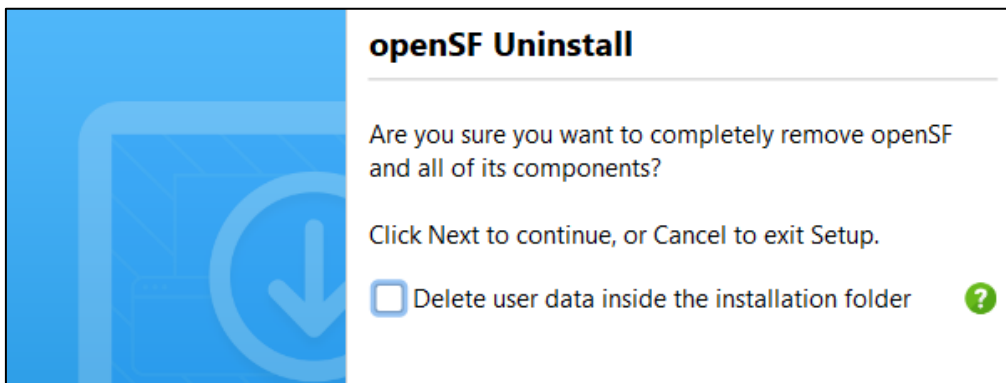 openSF Uninstall
Are you sure you want to completely remove openSF
and all of its components?
Click Next to continue, or Cancel to exit Setup.
Delete user data inside the installation folder
?